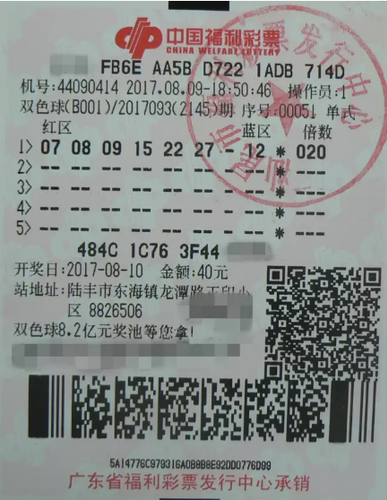 中国福利彩票
CHINA WELFARE LOTTERY
FB6E AA5B D722 1ADB 714D
机号:44090414 2017.08.09-18:50:46 操作员:1
双色球(B001)/2017093(2145)期 序号:00051 单式
红区 蓝区 倍数
1> 07 08 09 15 22 27 - 12 * 020
2> -- -- -- -- -- -- - -- * --
3> -- -- -- -- -- -- - -- * --
4> -- -- -- -- -- -- - -- * --
5> -- -- -- -- -- -- - -- * --
484C 1C76 3F44
开奖日:2017-08-10 金额:40元
站地址:陆丰市东海镇龙潭路
区 8826506
双色球8.2亿元奖池等您拿!
广东省福利彩票发行中心承销
票发行中心